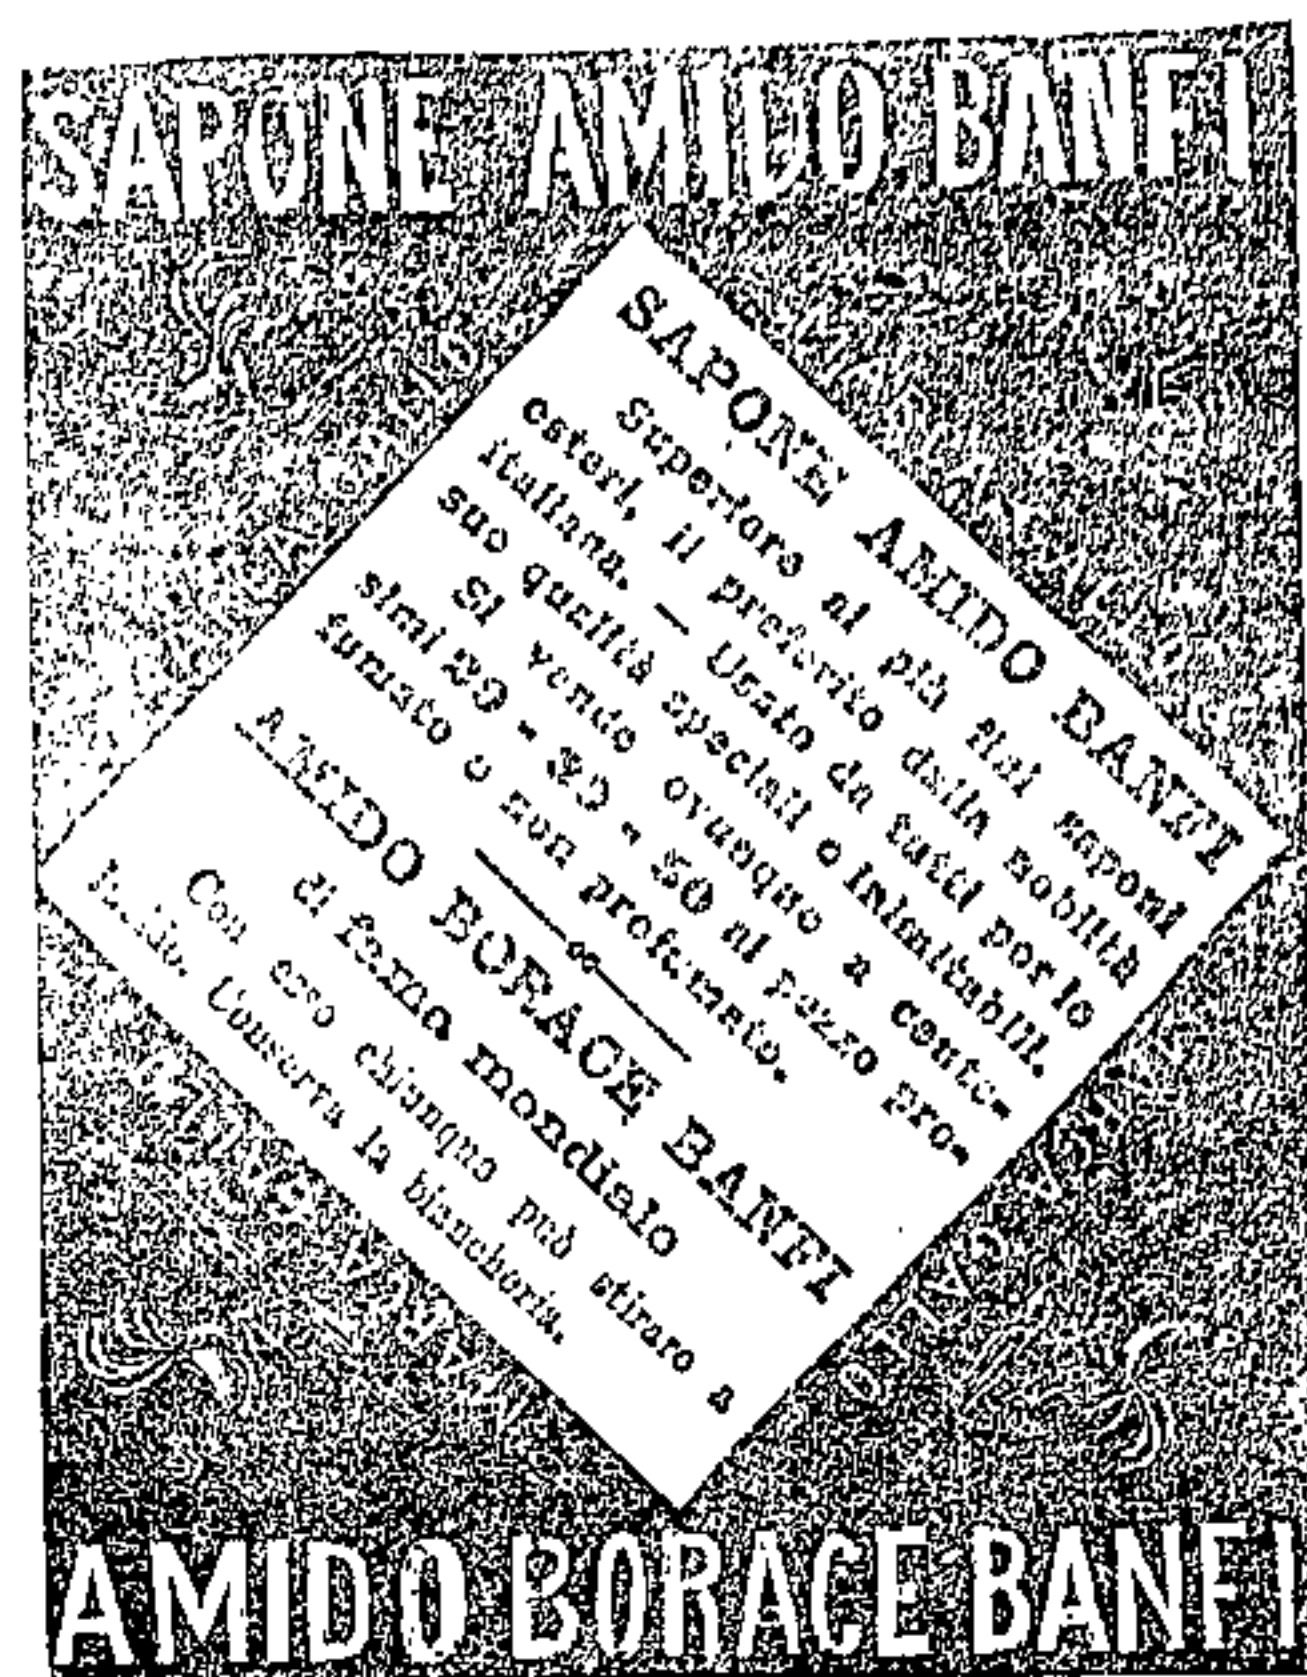 SAPONE AMIDO BANFI
SAPONE AMIDO BANFI
Superiore ai più fini saponi
esteri, il preferito dalla nobiltà
italiana. — Usato da tutti per le
sue qualità speciali e inimitabili.
Si vende ovunque a cente-
simi 20 - 30 - 50 al pezzo pro-
fumato e non profumato.
AMIDO BORACE BANFI
di fama mondiale
Con esso chiunque può stirare a
lucido. Conserva la biancheria.
AMIDO BORACE BANFI